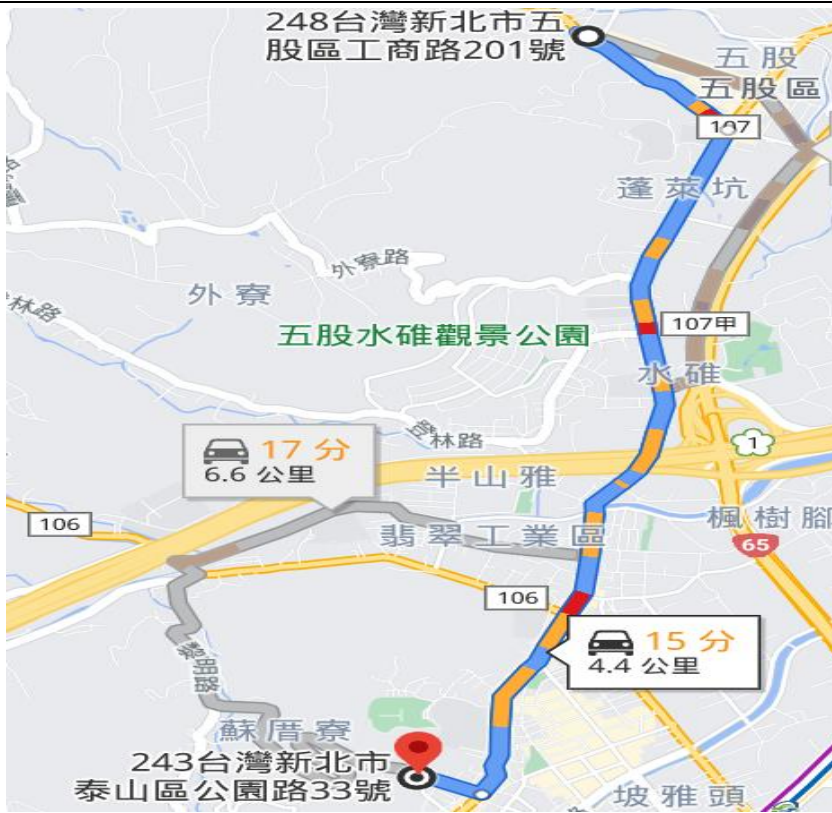 248台灣新北市五
股區工商路201號
五股
五股區
107
蓬萊坑
外寮路
外寮
林路
五股水碓觀景公園
107甲
水碓
登林路
1
17 分
6.6 公里
半山雅
106
翡翠工業區
楓樹腳
65
106
15 分
4.4 公里
黎明路
蘇厝寮
243台灣新北市
泰山區公園路33號
坡雅頭